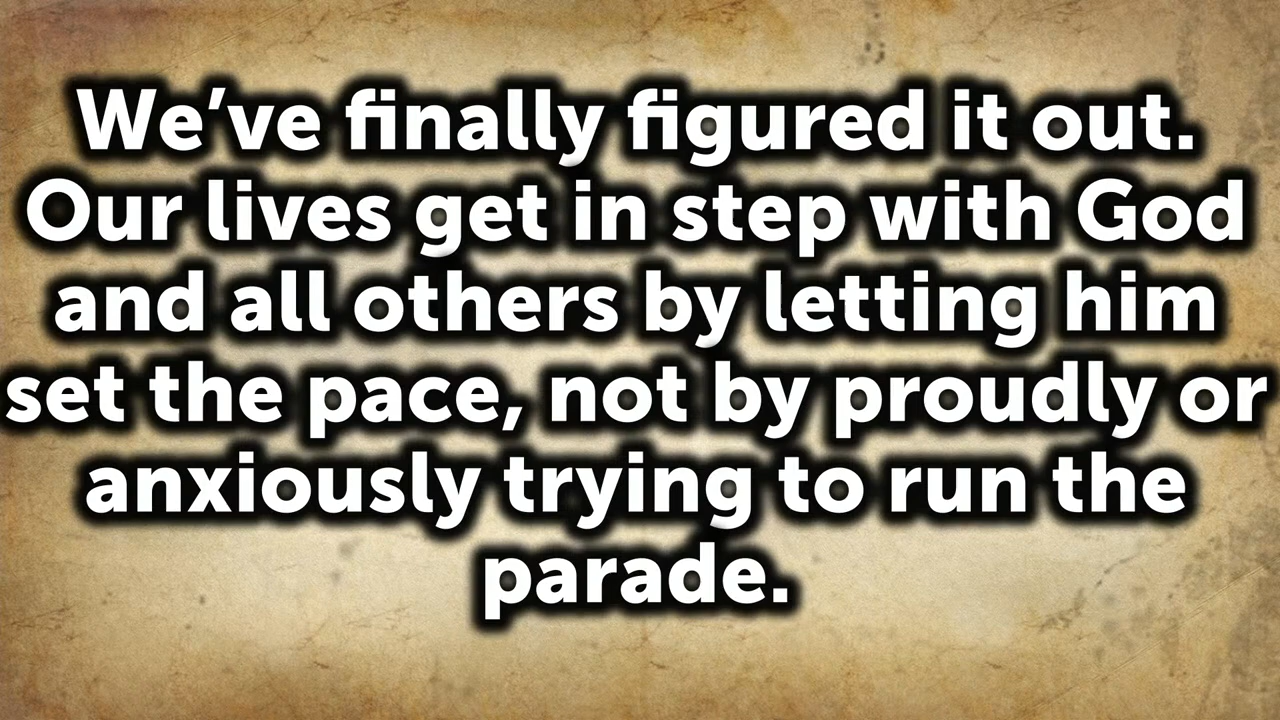 We’ve finally figured it out.
Our lives get in step with God
and all others by letting him
set the pace, not by proudly or
anxiously trying to run the
parade.